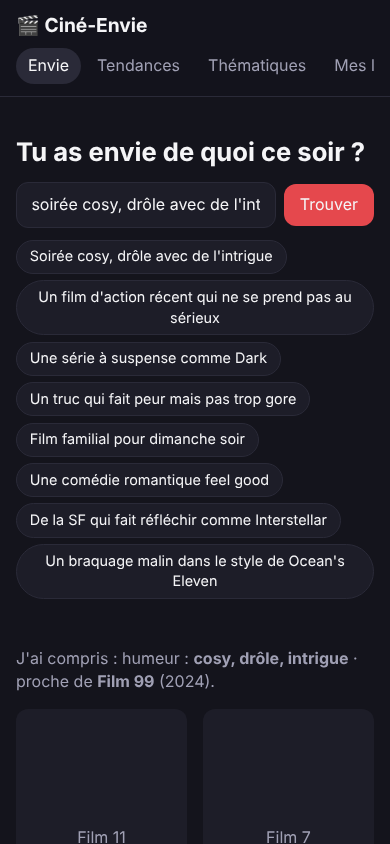 🎬 Ciné-Envie
Envie Tendances Thématiques Mes l
Tu as envie de quoi ce soir ?
soirée cosy, drôle avec de l'int Trouver
Soirée cosy, drôle avec de l'intrigue
Un film d'action récent qui ne se prend pas au
sérieux
Une série à suspense comme Dark
Un truc qui fait peur mais pas trop gore
Film familial pour dimanche soir
Une comédie romantique feel good
De la SF qui fait réfléchir comme Interstellar
Un braquage malin dans le style de Ocean's
Eleven
J'ai compris : humeur : cosy, drôle, intrigue ·
proche de Film 99 (2024).
Film 11 Film 7